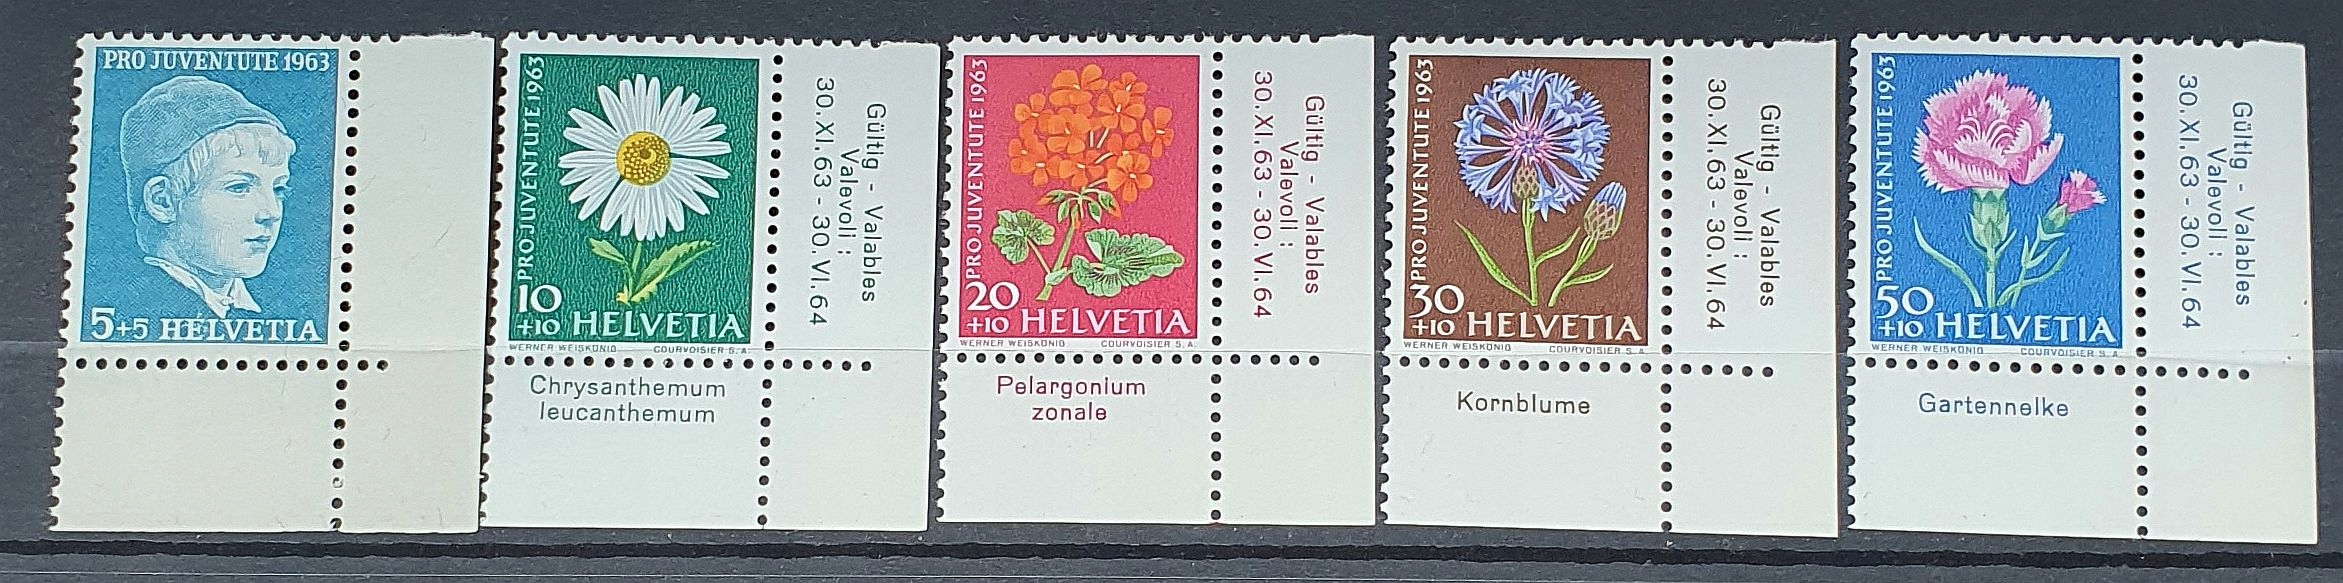 PRO JUVENTUTE 1963
5+5 HELVETIA
PRO JUVENTUTE 1963
10
+10 HELVETIA
WERNER WEISKÖNIG COURVOISIER S.A.
Gültig - Valables
Valevoli :
30. XI. 63 - 30. VI. 64
Chrysanthemum
leucanthemum
PRO JUVENTUTE 1963
20
+10 HELVETIA
WERNER WEISKÖNIG COURVOISIER S.A.
Gültig - Valables
Valevoli :
30. XI. 63 - 30. VI. 64
Pelargonium
zonale
PRO JUVENTUTE 1963
30
+10 HELVETIA
WERNER WEISKÖNIG COURVOISIER S.A.
Gültig - Valables
Valevoli :
30. XI. 63 - 30. VI. 64
Kornblume
PRO JUVENTUTE 1963
50
+10 HELVETIA
WERNER WEISKÖNIG COURVOISIER S.A.
Gültig - Valables
Valevoli :
30. XI. 63 - 30. VI. 64
Gartennelke